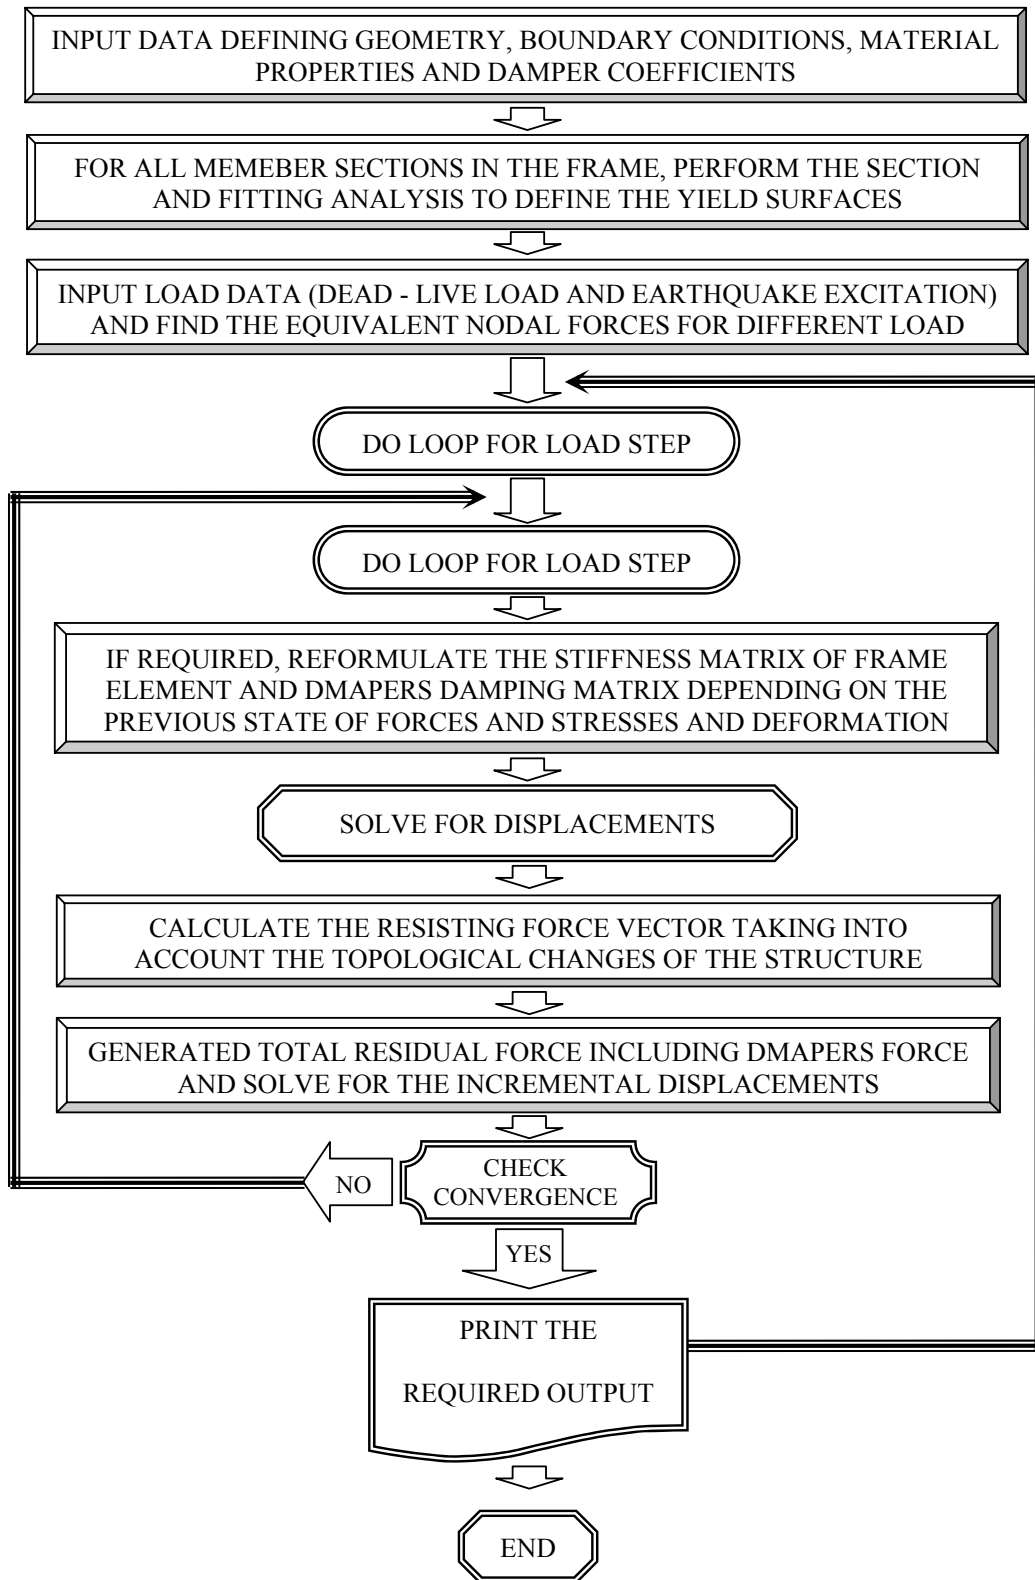 INPUT DATA DEFINING GEOMETRY, BOUNDARY CONDITIONS, MATERIAL
PROPERTIES AND DAMPER COEFFICIENTS
FOR ALL MEMEBER SECTIONS IN THE FRAME, PERFORM THE SECTION
AND FITTING ANALYSIS TO DEFINE THE YIELD SURFACES
INPUT LOAD DATA (DEAD - LIVE LOAD AND EARTHQUAKE EXCITATION)
AND FIND THE EQUIVALENT NODAL FORCES FOR DIFFERENT LOAD
DO LOOP FOR LOAD STEP
DO LOOP FOR LOAD STEP
IF REQUIRED, REFORMULATE THE STIFFNESS MATRIX OF FRAME
ELEMENT AND DMAPERS DAMPING MATRIX DEPENDING ON THE
PREVIOUS STATE OF FORCES AND STRESSES AND DEFORMATION
SOLVE FOR DISPLACEMENTS
CALCULATE THE RESISTING FORCE VECTOR TAKING INTO
ACCOUNT THE TOPOLOGICAL CHANGES OF THE STRUCTURE
GENERATED TOTAL RESIDUAL FORCE INCLUDING DMAPERS FORCE
AND SOLVE FOR THE INCREMENTAL DISPLACEMENTS
CHECK
CONVERGENCE
NO
YES
PRINT THE
REQUIRED OUTPUT
END